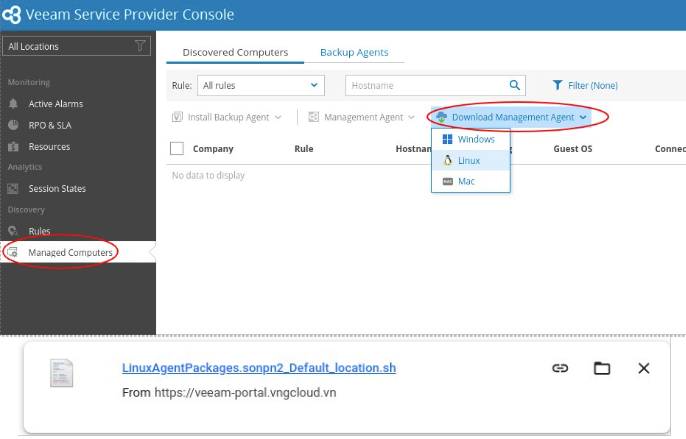 Veeam Service Provider Console
All Locations
Discovered Computers Backup Agents
Monitoring
Rule: All rules Hostname Filter (None)
Active Alarms
Install Backup Agent Management Agent Download Management Agent
RPO & SLA
Windows
Resources
Company Rule Guest OS
Linux
Analytics
No data to display
Mac
Session States
Discovery
Rules
Managed Computers
LinuxAgentPackages.sonpn2_Default_location.sh
From https://veeam-portal.vngcloud.vn